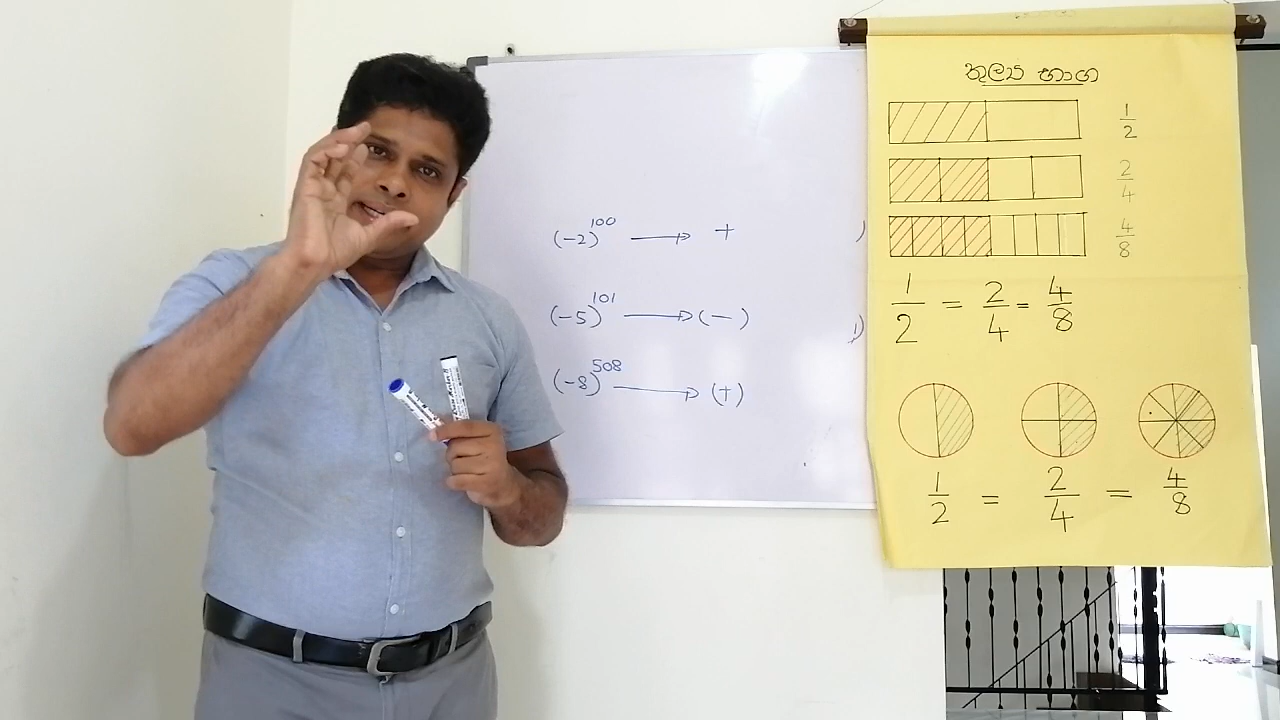 (-2)^100 → +
(-5)^101 → (-)
(-8)^508 → (+)
තුල්‍ය භාග
1/2
2/4
4/8
1/2 = 2/4 = 4/8
1/2 = 2/4 = 4/8